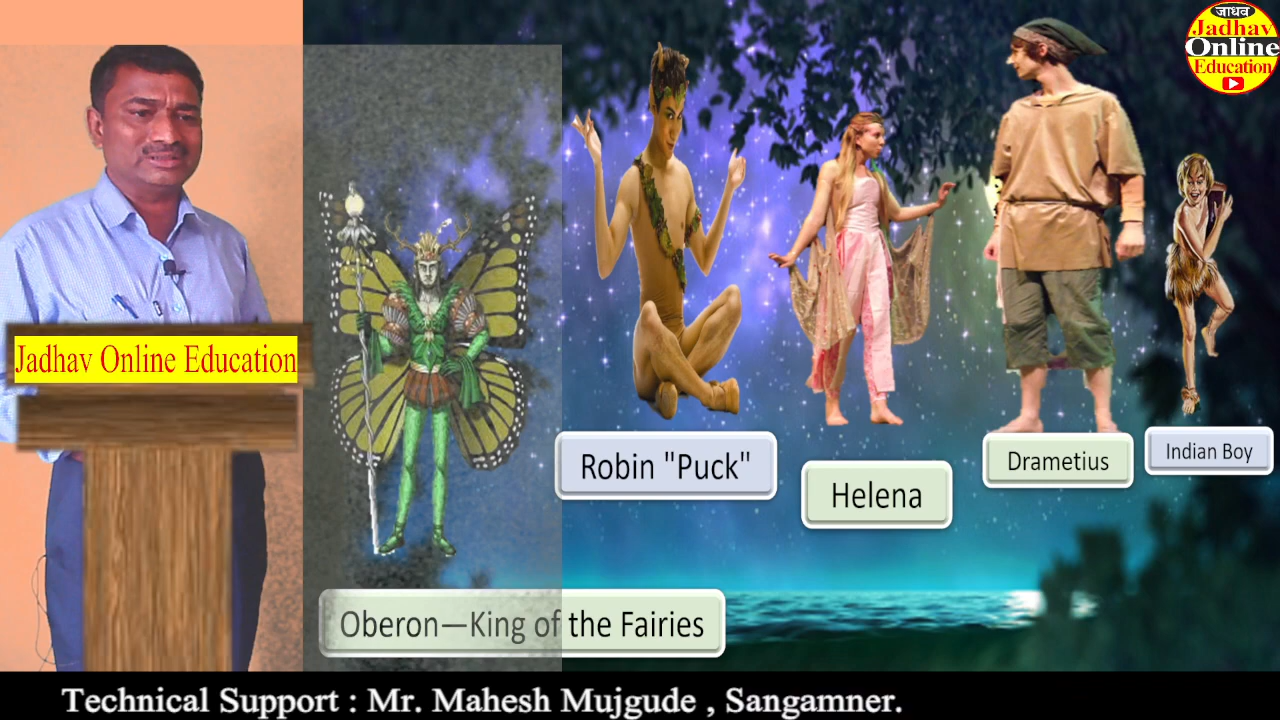 जाधव
Jadhav
Online
Education
Jadhav Online Education
Robin "Puck"
Helena
Drametius
Indian Boy
Oberon—King of the Fairies
Technical Support : Mr. Mahesh Mujgude , Sangamner.